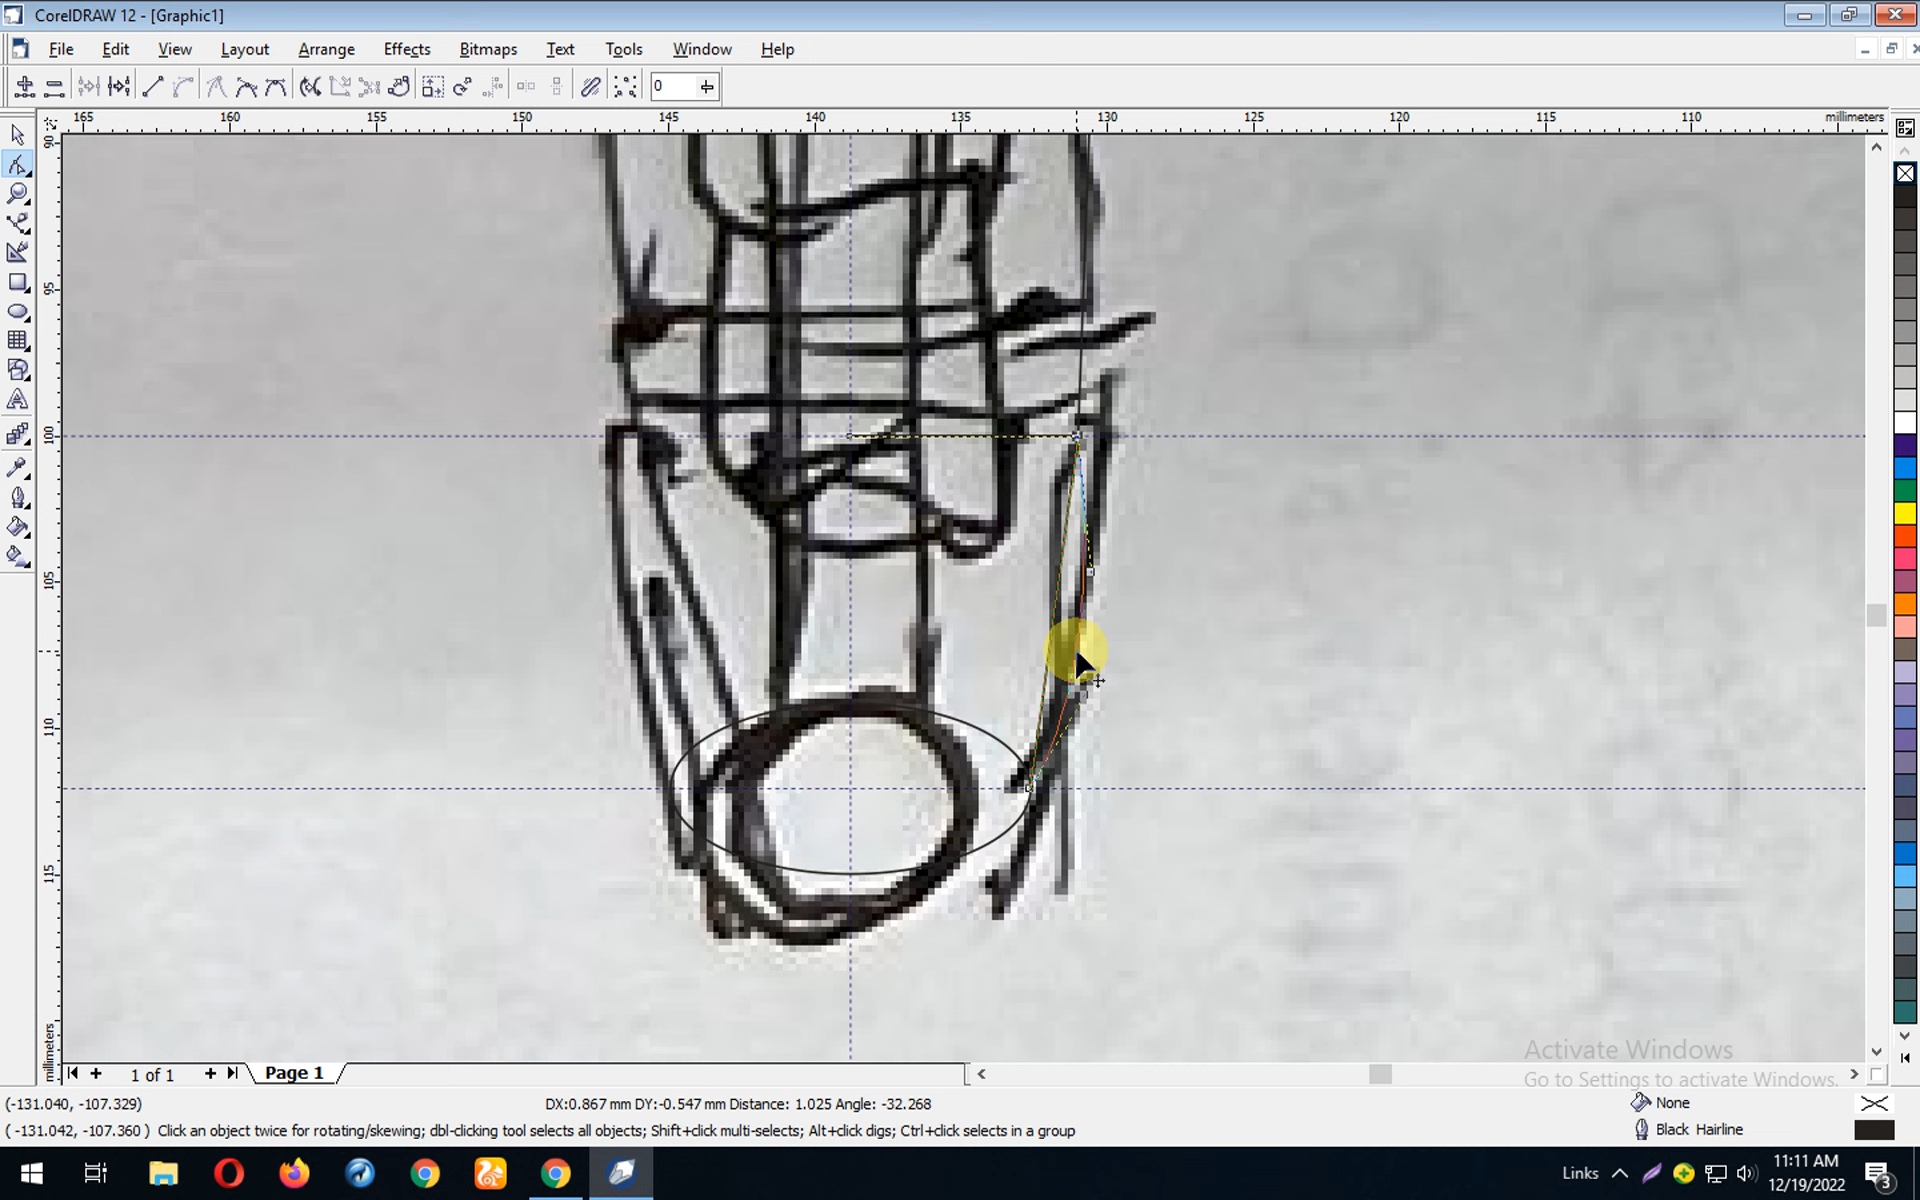 CorelDRAW 12 - [Graphic1]
File Edit View Layout Arrange Effects Bitmaps Text Tools Window Help
0
165 160 155 150 145 140 135 130 125 120 115 110 millimeters
90
95
100
105
110
115
millimeters
1 of 1 Page 1
Activate Windows
Go to Settings to activate Windows.
(-131.040, -107.329) DX:0.867 mm DY:-0.547 mm Distance: 1.025 Angle: -32.268 None
( -131.042, -107.360 ) Click an object twice for rotating/skewing; dbl-clicking tool selects all objects; Shift+click multi-selects; Alt+click digs; Ctrl+click selects in a group Black Hairline
Links 11:11 AM
12/19/2022 3